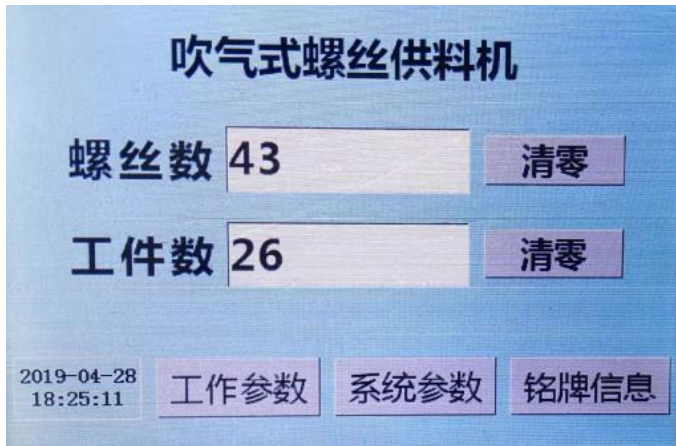 吹气式螺丝供料机
螺丝数 43 清零
工件数 26 清零
2019-04-28
18:25:11
工作参数 系统参数 铭牌信息